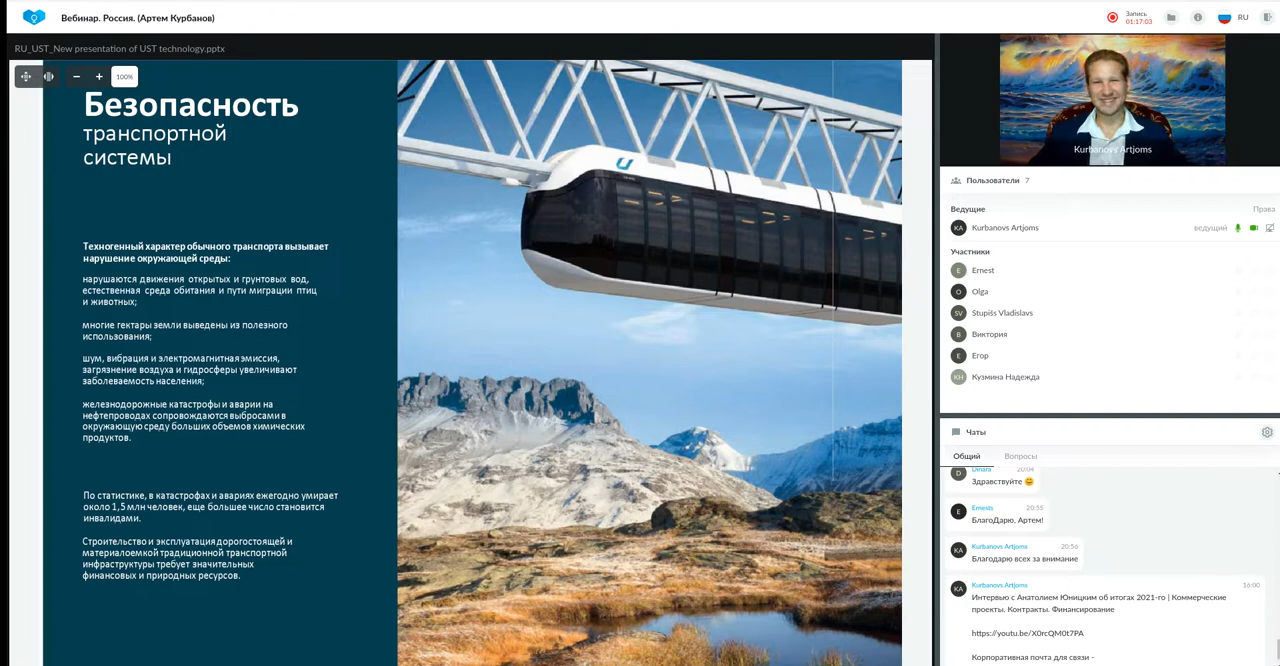 Вебинар. Россия. (Артем Курбанов)
Запись
01:17:03
RU
RU_UST_New presentation of UST technology.pptx
100%
Безопасность
транспортной
системы
Техногенный характер обычного транспорта вызывает
нарушение окружающей среды:
нарушаются движения открытых и грунтовых вод,
естественная среда обитания и пути миграции птиц
и животных;
многие гектары земли выведены из полезного
использования;
шум, вибрация и электромагнитная эмиссия,
загрязнение воздуха и гидросферы увеличивают
заболеваемость населения;
железнодорожные катастрофы и аварии на
нефтепроводах сопровождаются выбросами в
окружающую среду больших объемов химических
продуктов.
По статистике, в катастрофах и авариях ежегодно умирает
около 1,5 млн человек, еще большее число становится
инвалидами.
Строительство и эксплуатация дорогостоящей и
материалоемкой традиционной транспортной
инфраструктуры требует значительных
финансовых и природных ресурсов.
Kurbanovs Artjoms
Пользователи 7
Ведущие Права
KA Kurbanovs Artjoms ведущий
Участники
E Ernest
O Olga
SV Stupišs Vladislavs
В Виктория
Е Егор
КН Кузмина Надежда
Чаты
Общий Вопросы
D Dinara 20:04
Здравствуйте 😊
E Ernests 20:55
БлагоДарю, Артем!
KA Kurbanovs Artjoms 20:56
Благодарю всех за внимание
KA Kurbanovs Artjoms 16:00
Интервью с Анатолием Юницким об итогах 2021-го | Коммерческие
проекты. Контракты. Финансирование
https://youtu.be/X0rcQM0t7PA
Корпоративная почта для связи -